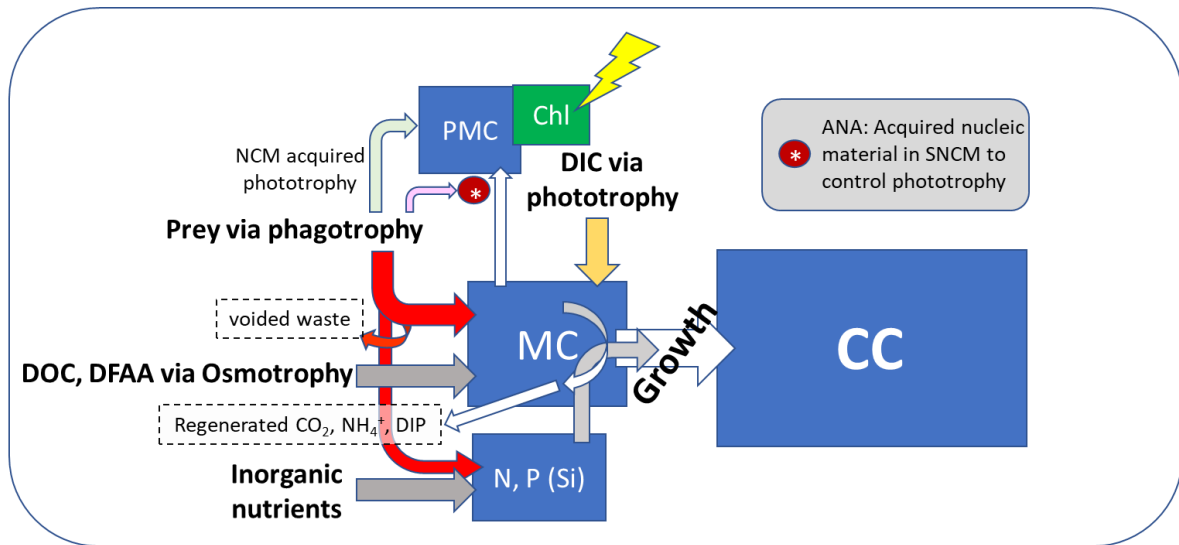 PMC
Chl
NCM acquired
phototrophy
*
DIC via
phototrophy
*
ANA: Acquired nucleic
material in SNCM to
control phototrophy
Prey via phagotrophy
voided waste
MC
Growth
CC
DOC, DFAA via Osmotrophy
Regenerated CO₂, NH₄⁺, DIP
Inorganic
nutrients
N, P (Si)